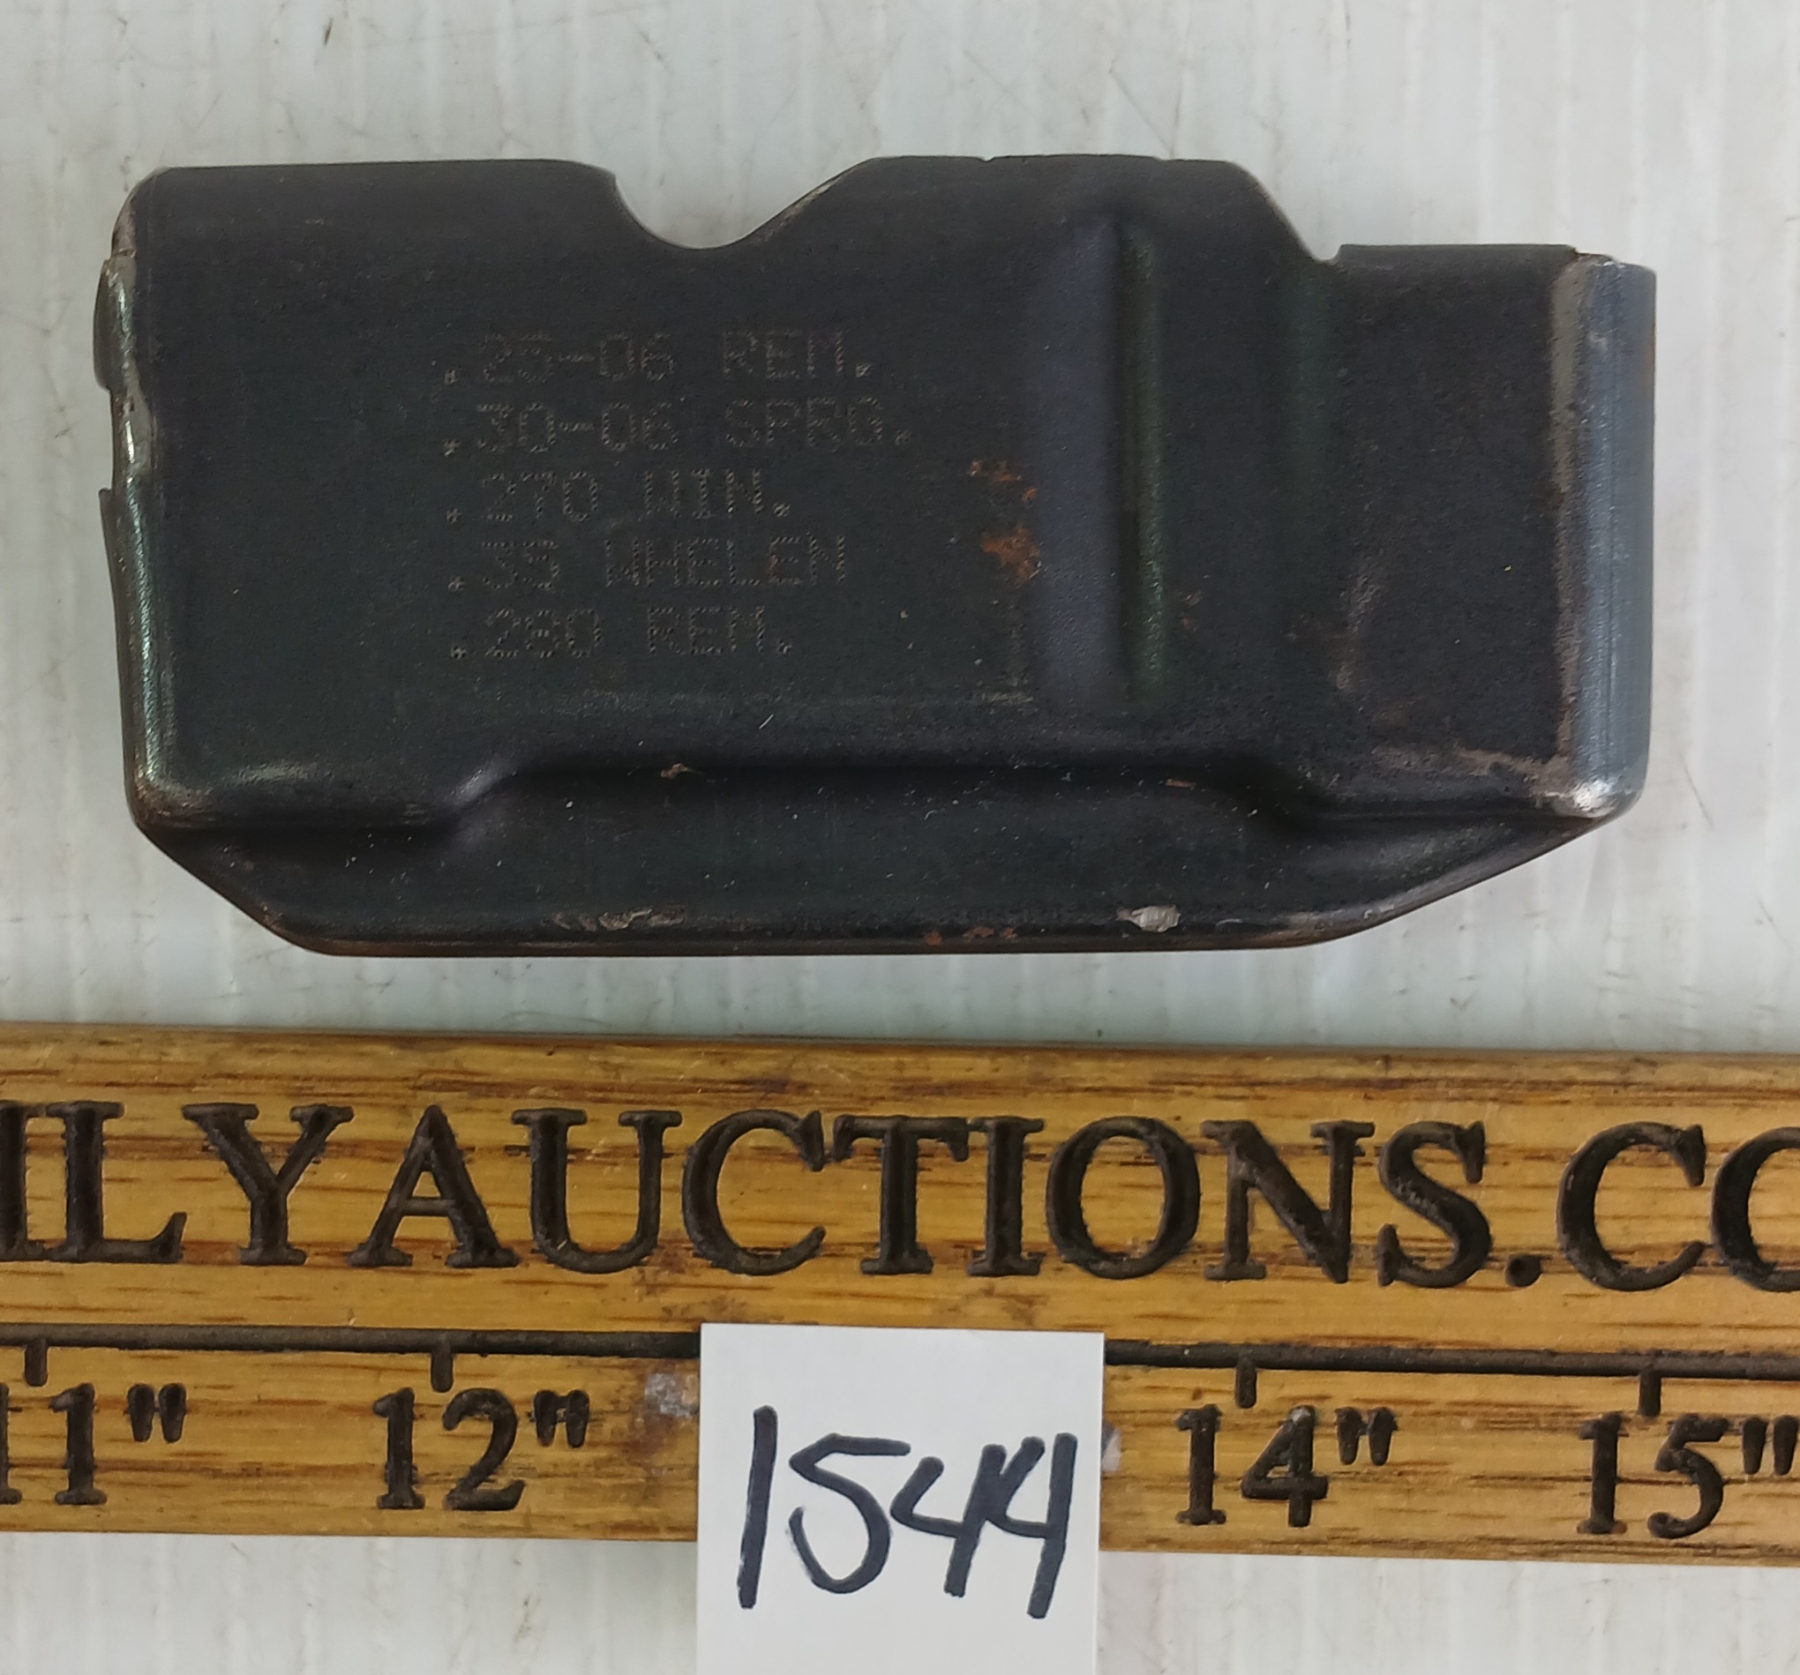 .25-06 REM.
.30-06 SPRG.
.270 WIN.
.35 WHELEN
.280 REM.
ILYAUCTIONS.CO
11" 12" 14" 15"
1544